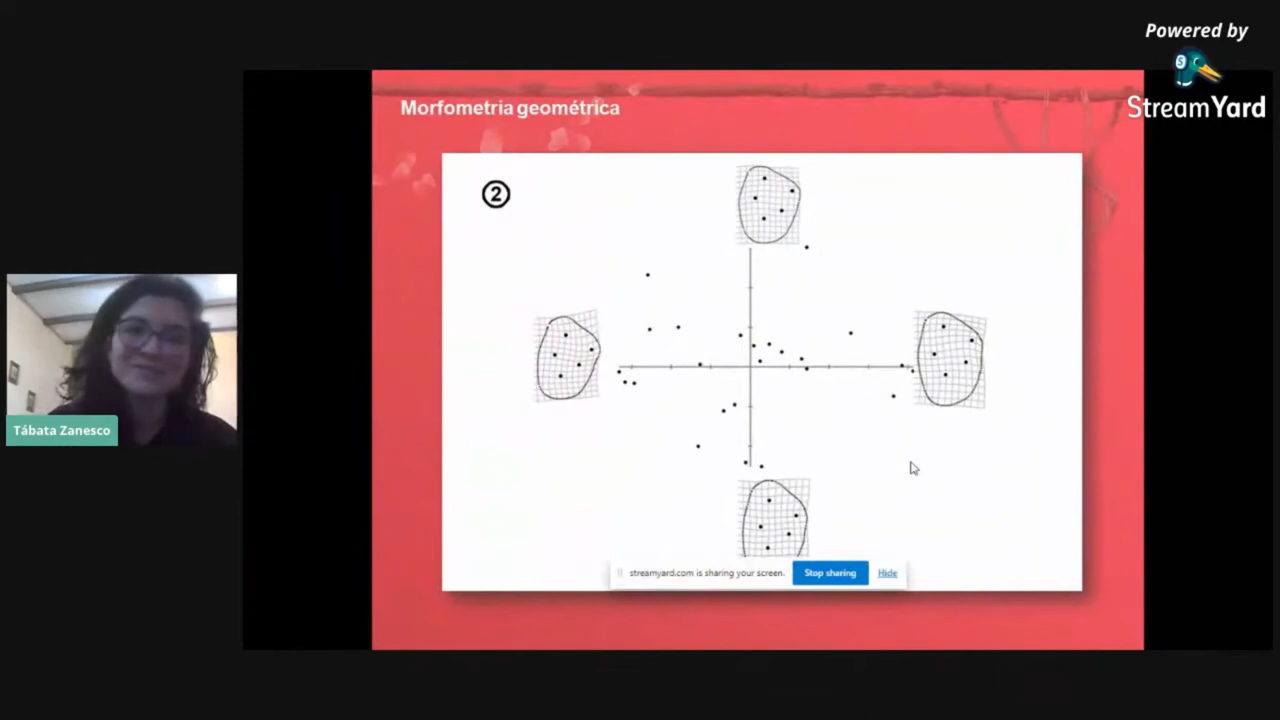 Powered by
StreamYard
Morfometria geométrica
2
Tábata Zanesco
streamyard.com is sharing your screen. Stop sharing Hide